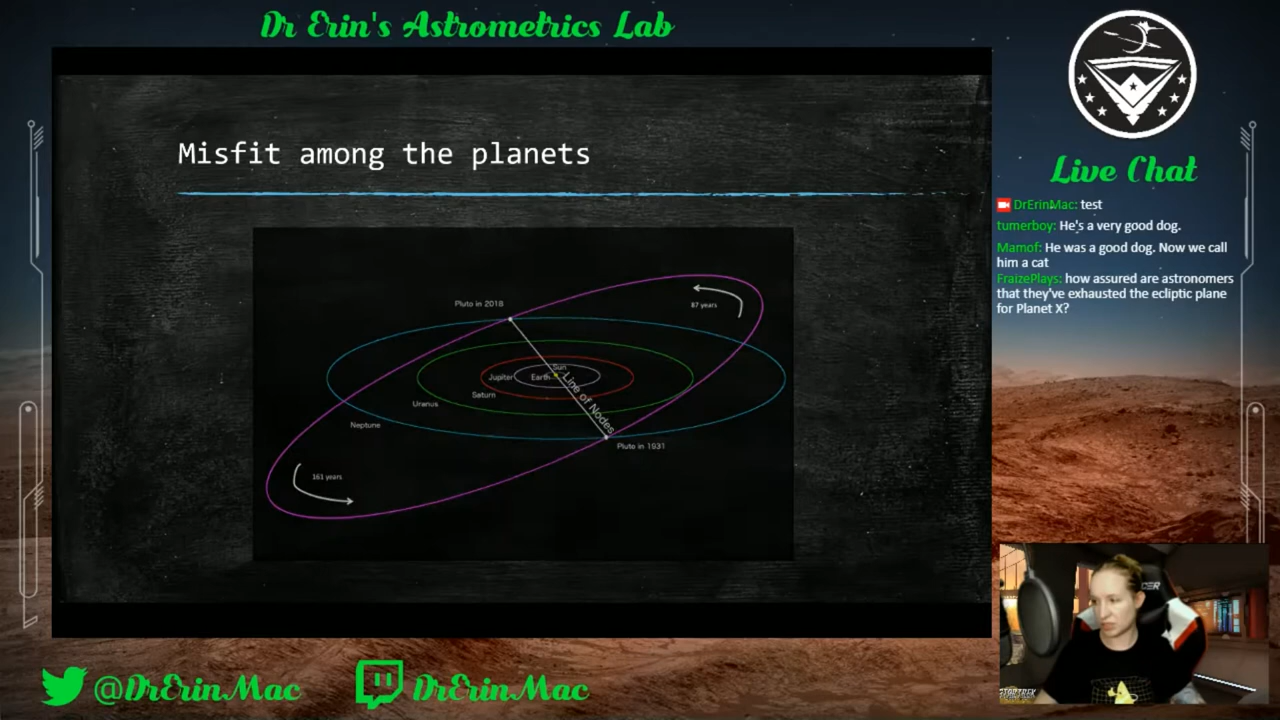 Dr Erin's Astrometrics Lab
Misfit among the planets
Pluto in 2018
87 years
Sun
Jupiter
Earth
Saturn
Line of Nodes
Uranus
Neptune
Pluto in 1931
161 years
Live Chat
DrErinMac: test
tumerboy: He's a very good dog.
Mamof: He was a good dog. Now we call
him a cat
FraizePlays: how assured are astronomers
that they've exhausted the ecliptic plane
for Planet X?
STAR TREK
@DrErinMac
DrErinMac